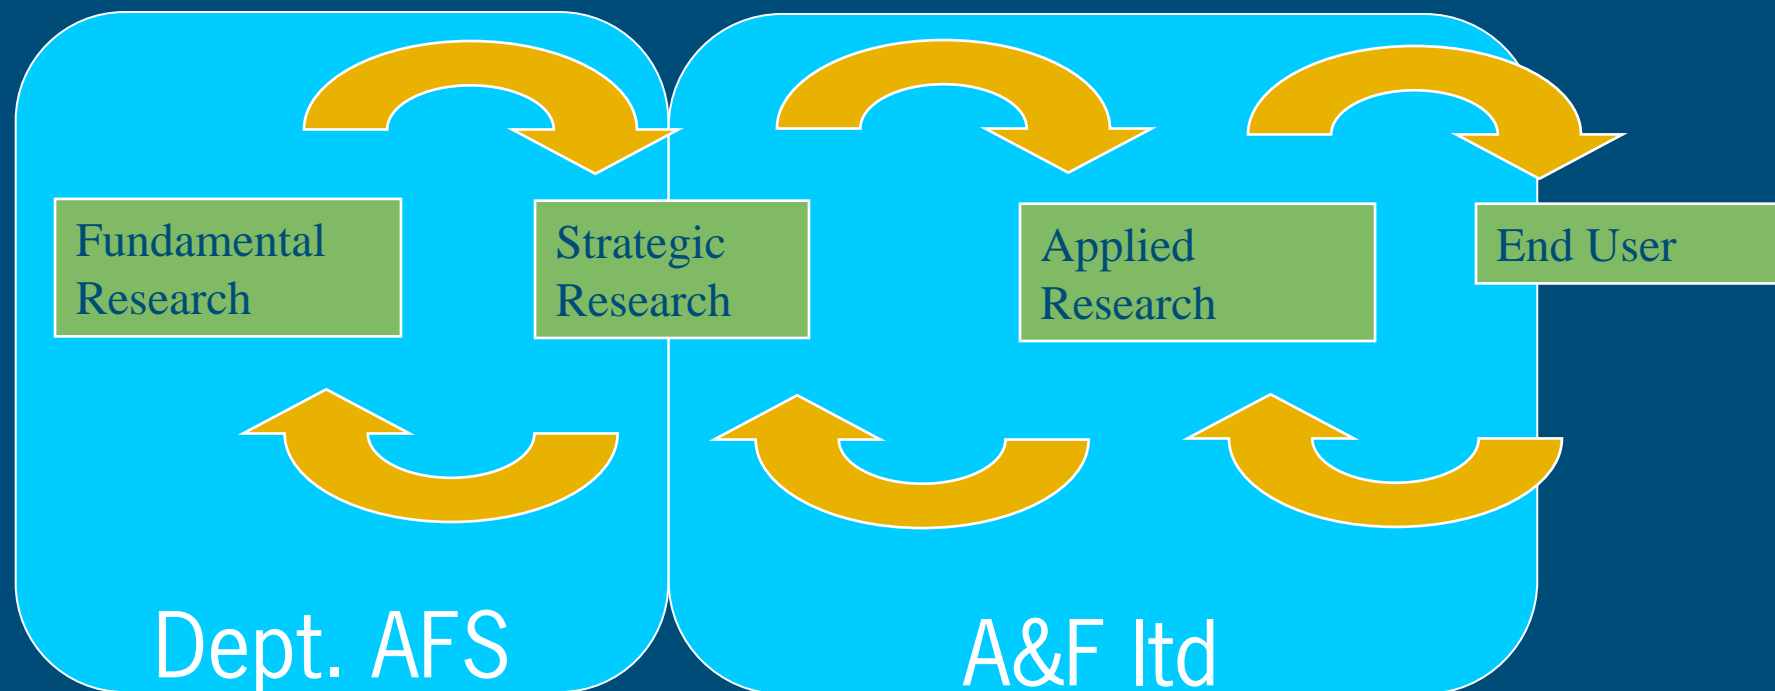 Fundamental
Research
Strategic
Research
Applied
Research
End User
Dept. AFS
A&F ltd